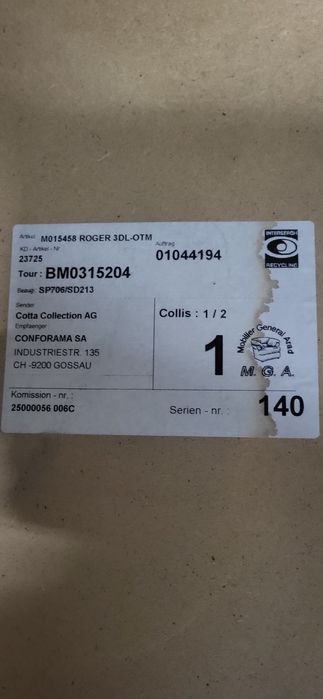 Artikel M015458 ROGER 3DL-OTM
KD - Artikel - Nr Auftrag
23725 01044194
Tour : BM0315204
Bezug: SP706/SD213
INTERSEROH
RECYCLING
Sender
Cotta Collection AG
Empfaenger
CONFORAMA SA
INDUSTRIESTR. 135
CH -9200 GOSSAU
Collis : 1 / 2
1
Mobilier General Arad
M. G. A.
Komission - nr. :
25000056 006C
Serien - nr. : 140